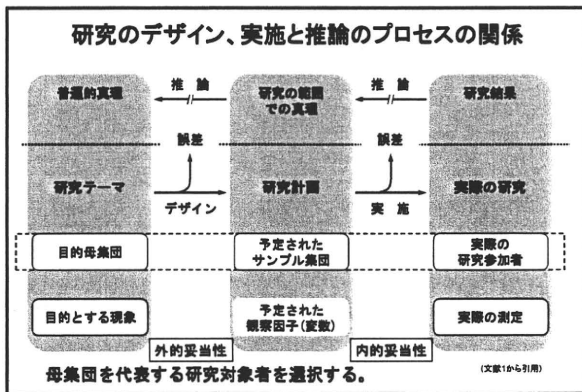 研究のデザイン、実施と推論のプロセスの関係
普遍的真理
推 論
研究の範囲
での真理
推 論
研究結果
誤差
誤差
研究テーマ
デザイン
研究計画
実 施
実際の研究
目的母集団
予定された
サンプル集団
実際の
研究参加者
目的とする現象
予定された
観察因子(変数)
実際の測定
外的妥当性
内的妥当性
母集団を代表する研究対象者を選択する。
(文献1から引用)